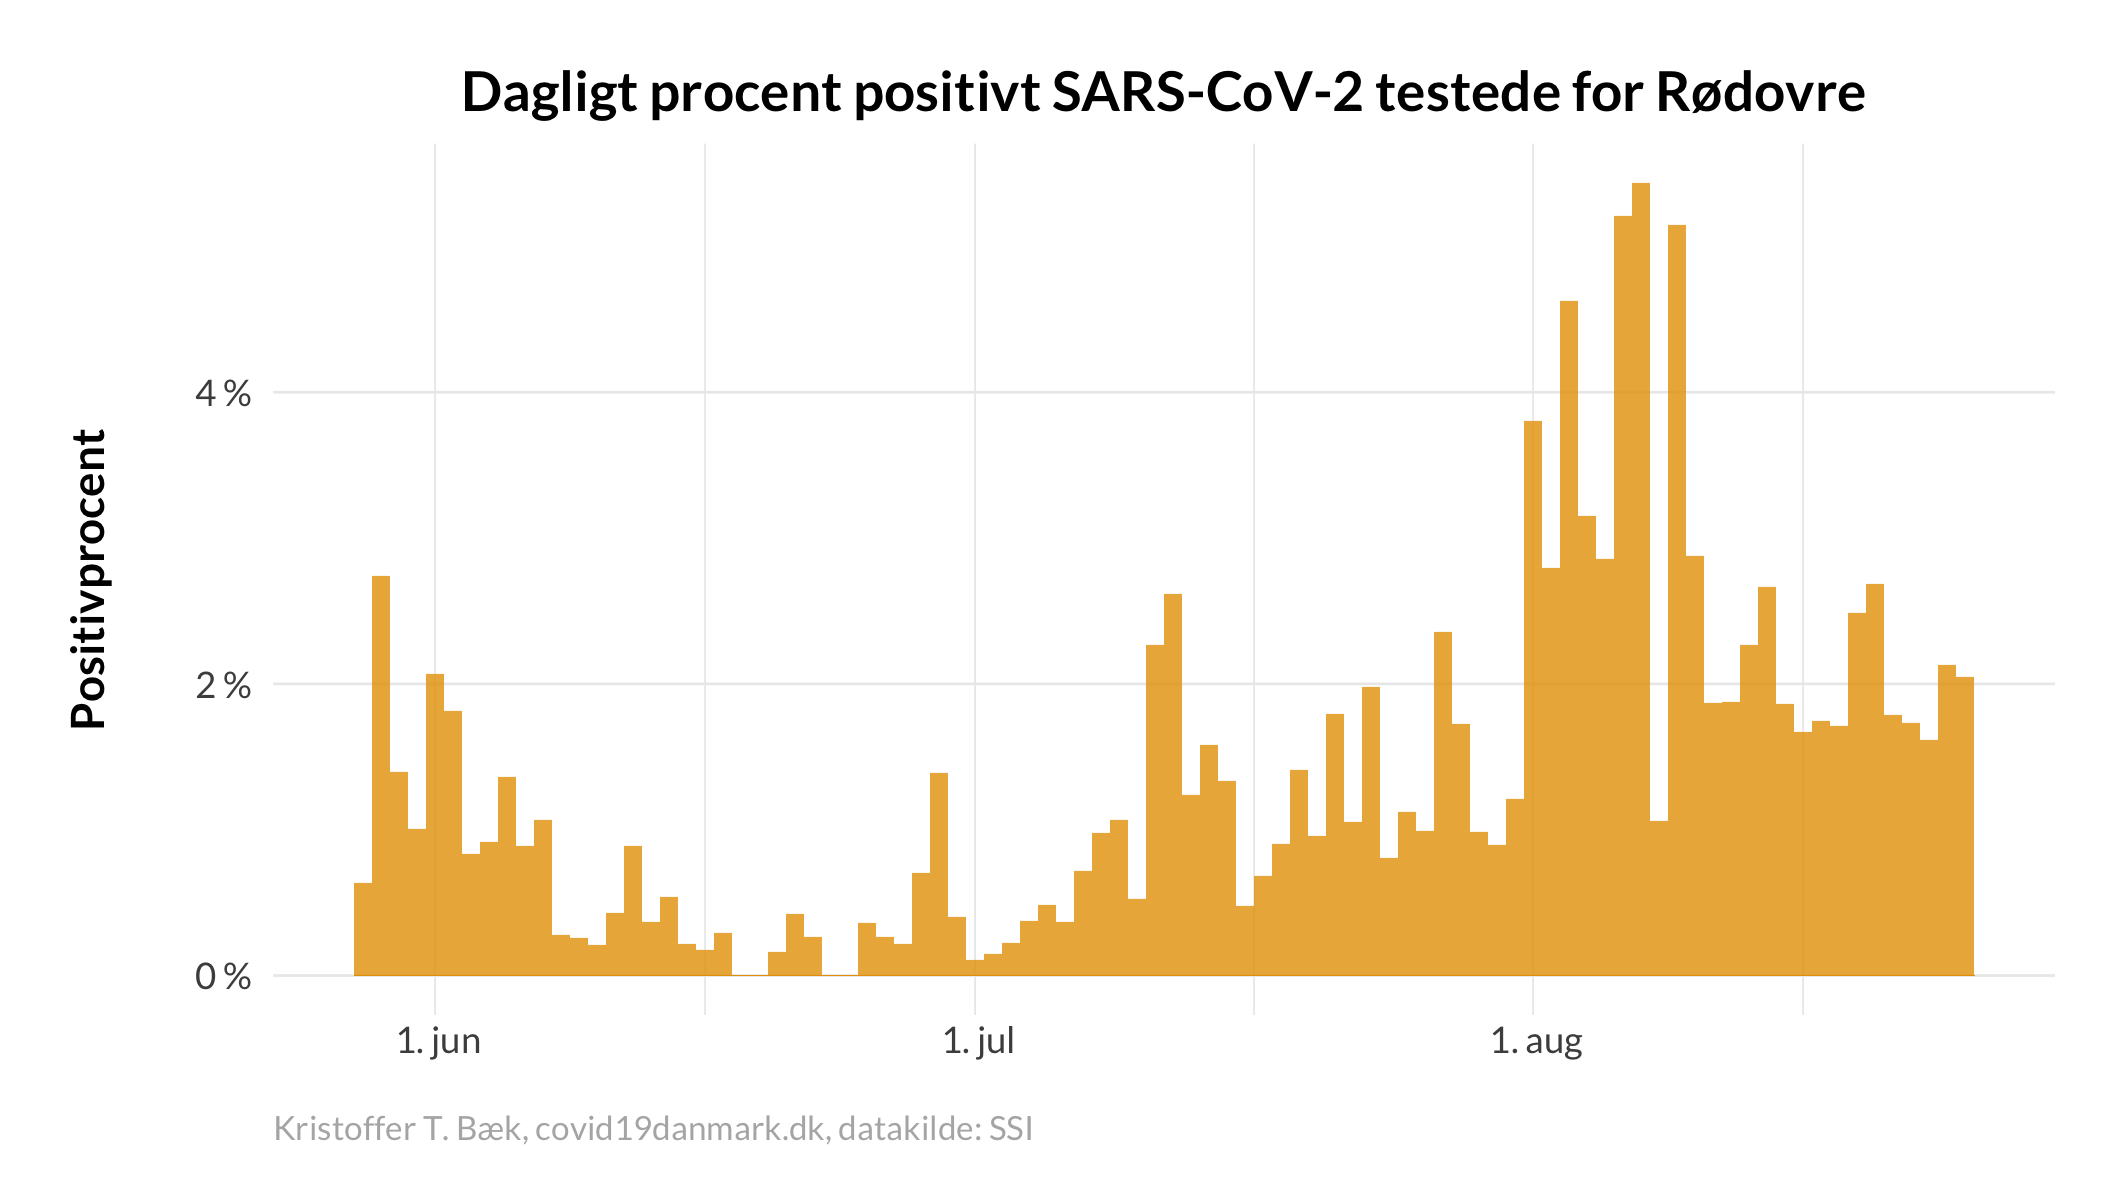 Dagligt procent positivt SARS-CoV-2 testede for Rødovre
Positivprocent
4 %
2 %
0 %
1. jun
1. jul
1. aug
Kristoffer T. Bæk, covid19danmark.dk, datakilde: SSI